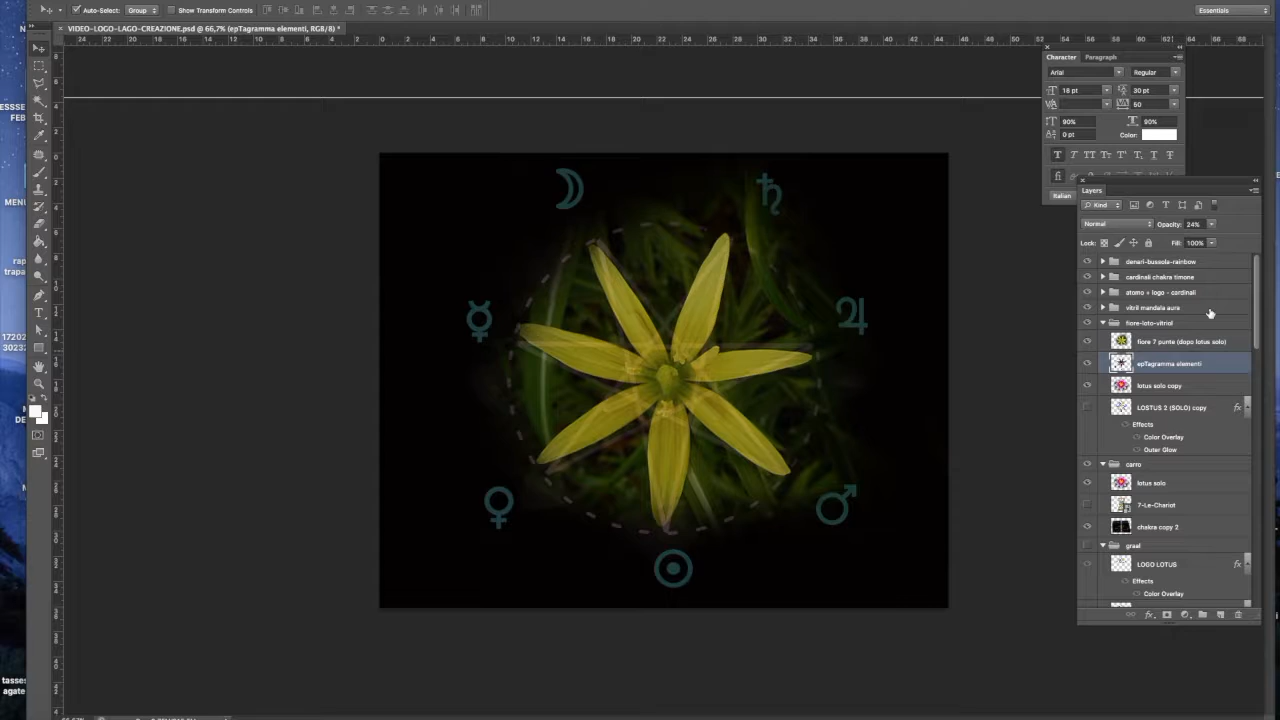 Auto-Select: Group Show Transform Controls Essentials
VIDEO-LOGO-LAGO-CREAZIONE.psd @ 66,7% (epTagramma elementi, RGB/8) *
Character Paragraph
Arial Regular
18 pt 30 pt
50
90% 90%
0 pt Color:
Italian
Layers
Kind
Normal Opacity: 24%
Lock: Fill: 100%
denari-bussola-rainbow
cardinali chakra timone
atomo + logo - cardinali
vitril mandala aura
fiore-loto-vitriol
fiore 7 punte (dopo lotus solo)
epTagramma elementi
lotus solo copy
LOSTUS 2 (SOLO) copy fx
Effects
Color Overlay
Outer Glow
carro
lotus solo
7-Le-Chariot
chakra copy 2
graal
LOGO LOTUS fx
Effects
Color Overlay